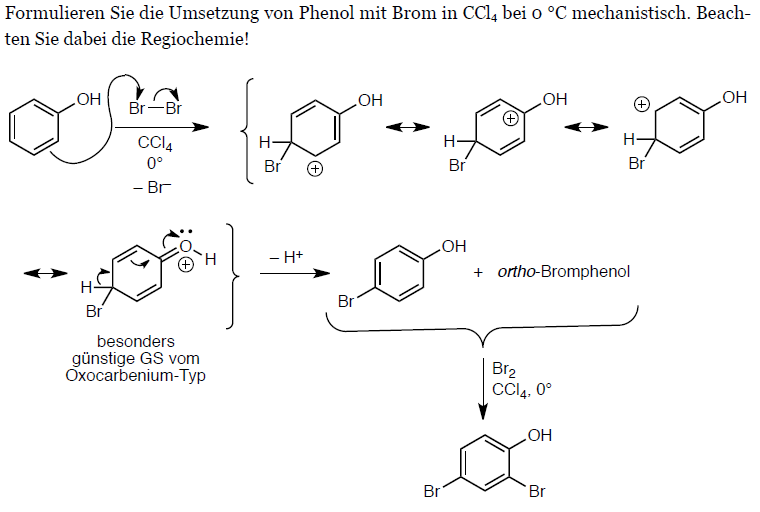 Formulieren Sie die Umsetzung von Phenol mit Brom in CCl₄ bei 0 °C mechanistisch. Beach-
ten Sie dabei die Regiochemie!
OH
Br—Br
CCl₄
0°
– Br⁻
OH
H
Br
⊕
OH
⊕
H
Br
⊕
OH
H
Br
O
⊕
H
H
Br
besonders
günstige GS vom
Oxocarbenium-Typ
– H⁺
OH
Br
+ ortho-Bromphenol
Br₂
CCl₄, 0°
OH
Br
Br